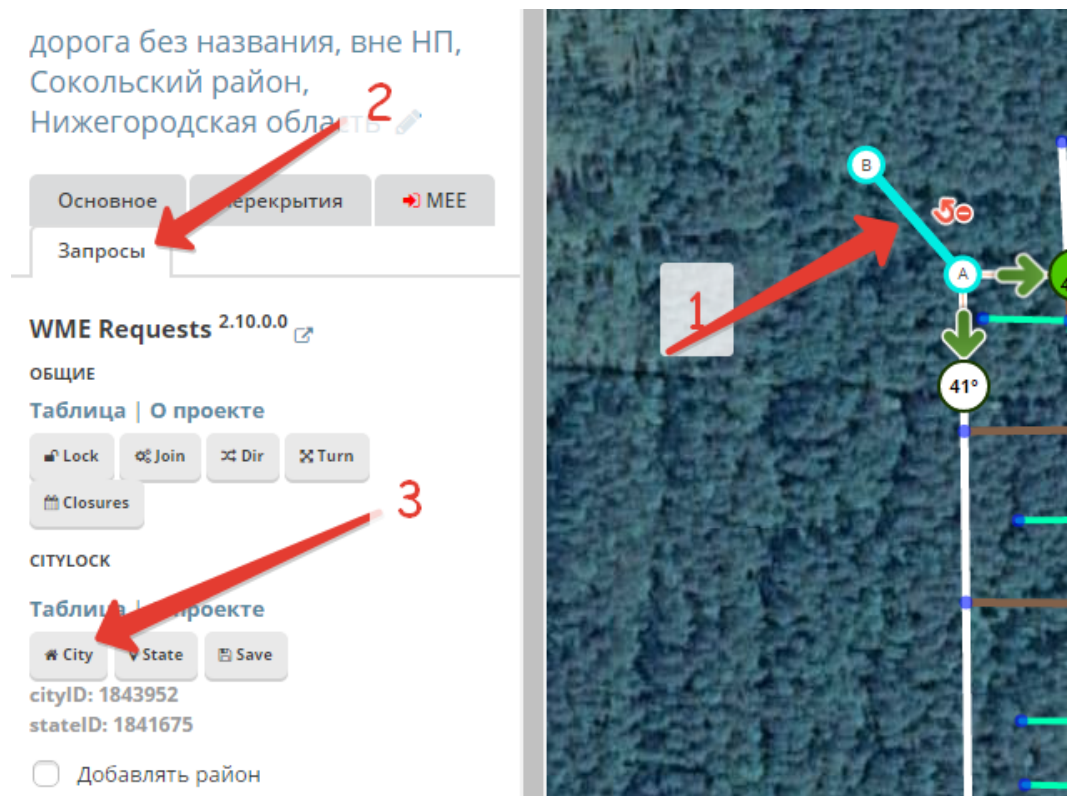 дорога без названия, вне НП,
Сокольский район,
Нижегородская область
2
Основное
Перекрытия
MEE
Запросы
WME Requests 2.10.0.0
ОБЩИЕ
Таблица | О проекте
Lock
Join
Dir
Turn
Closures
3
CITYLOCK
Таблица | О проекте
City
State
Save
cityID: 1843952
stateID: 1841675
Добавлять район
B
A
1
4
41°